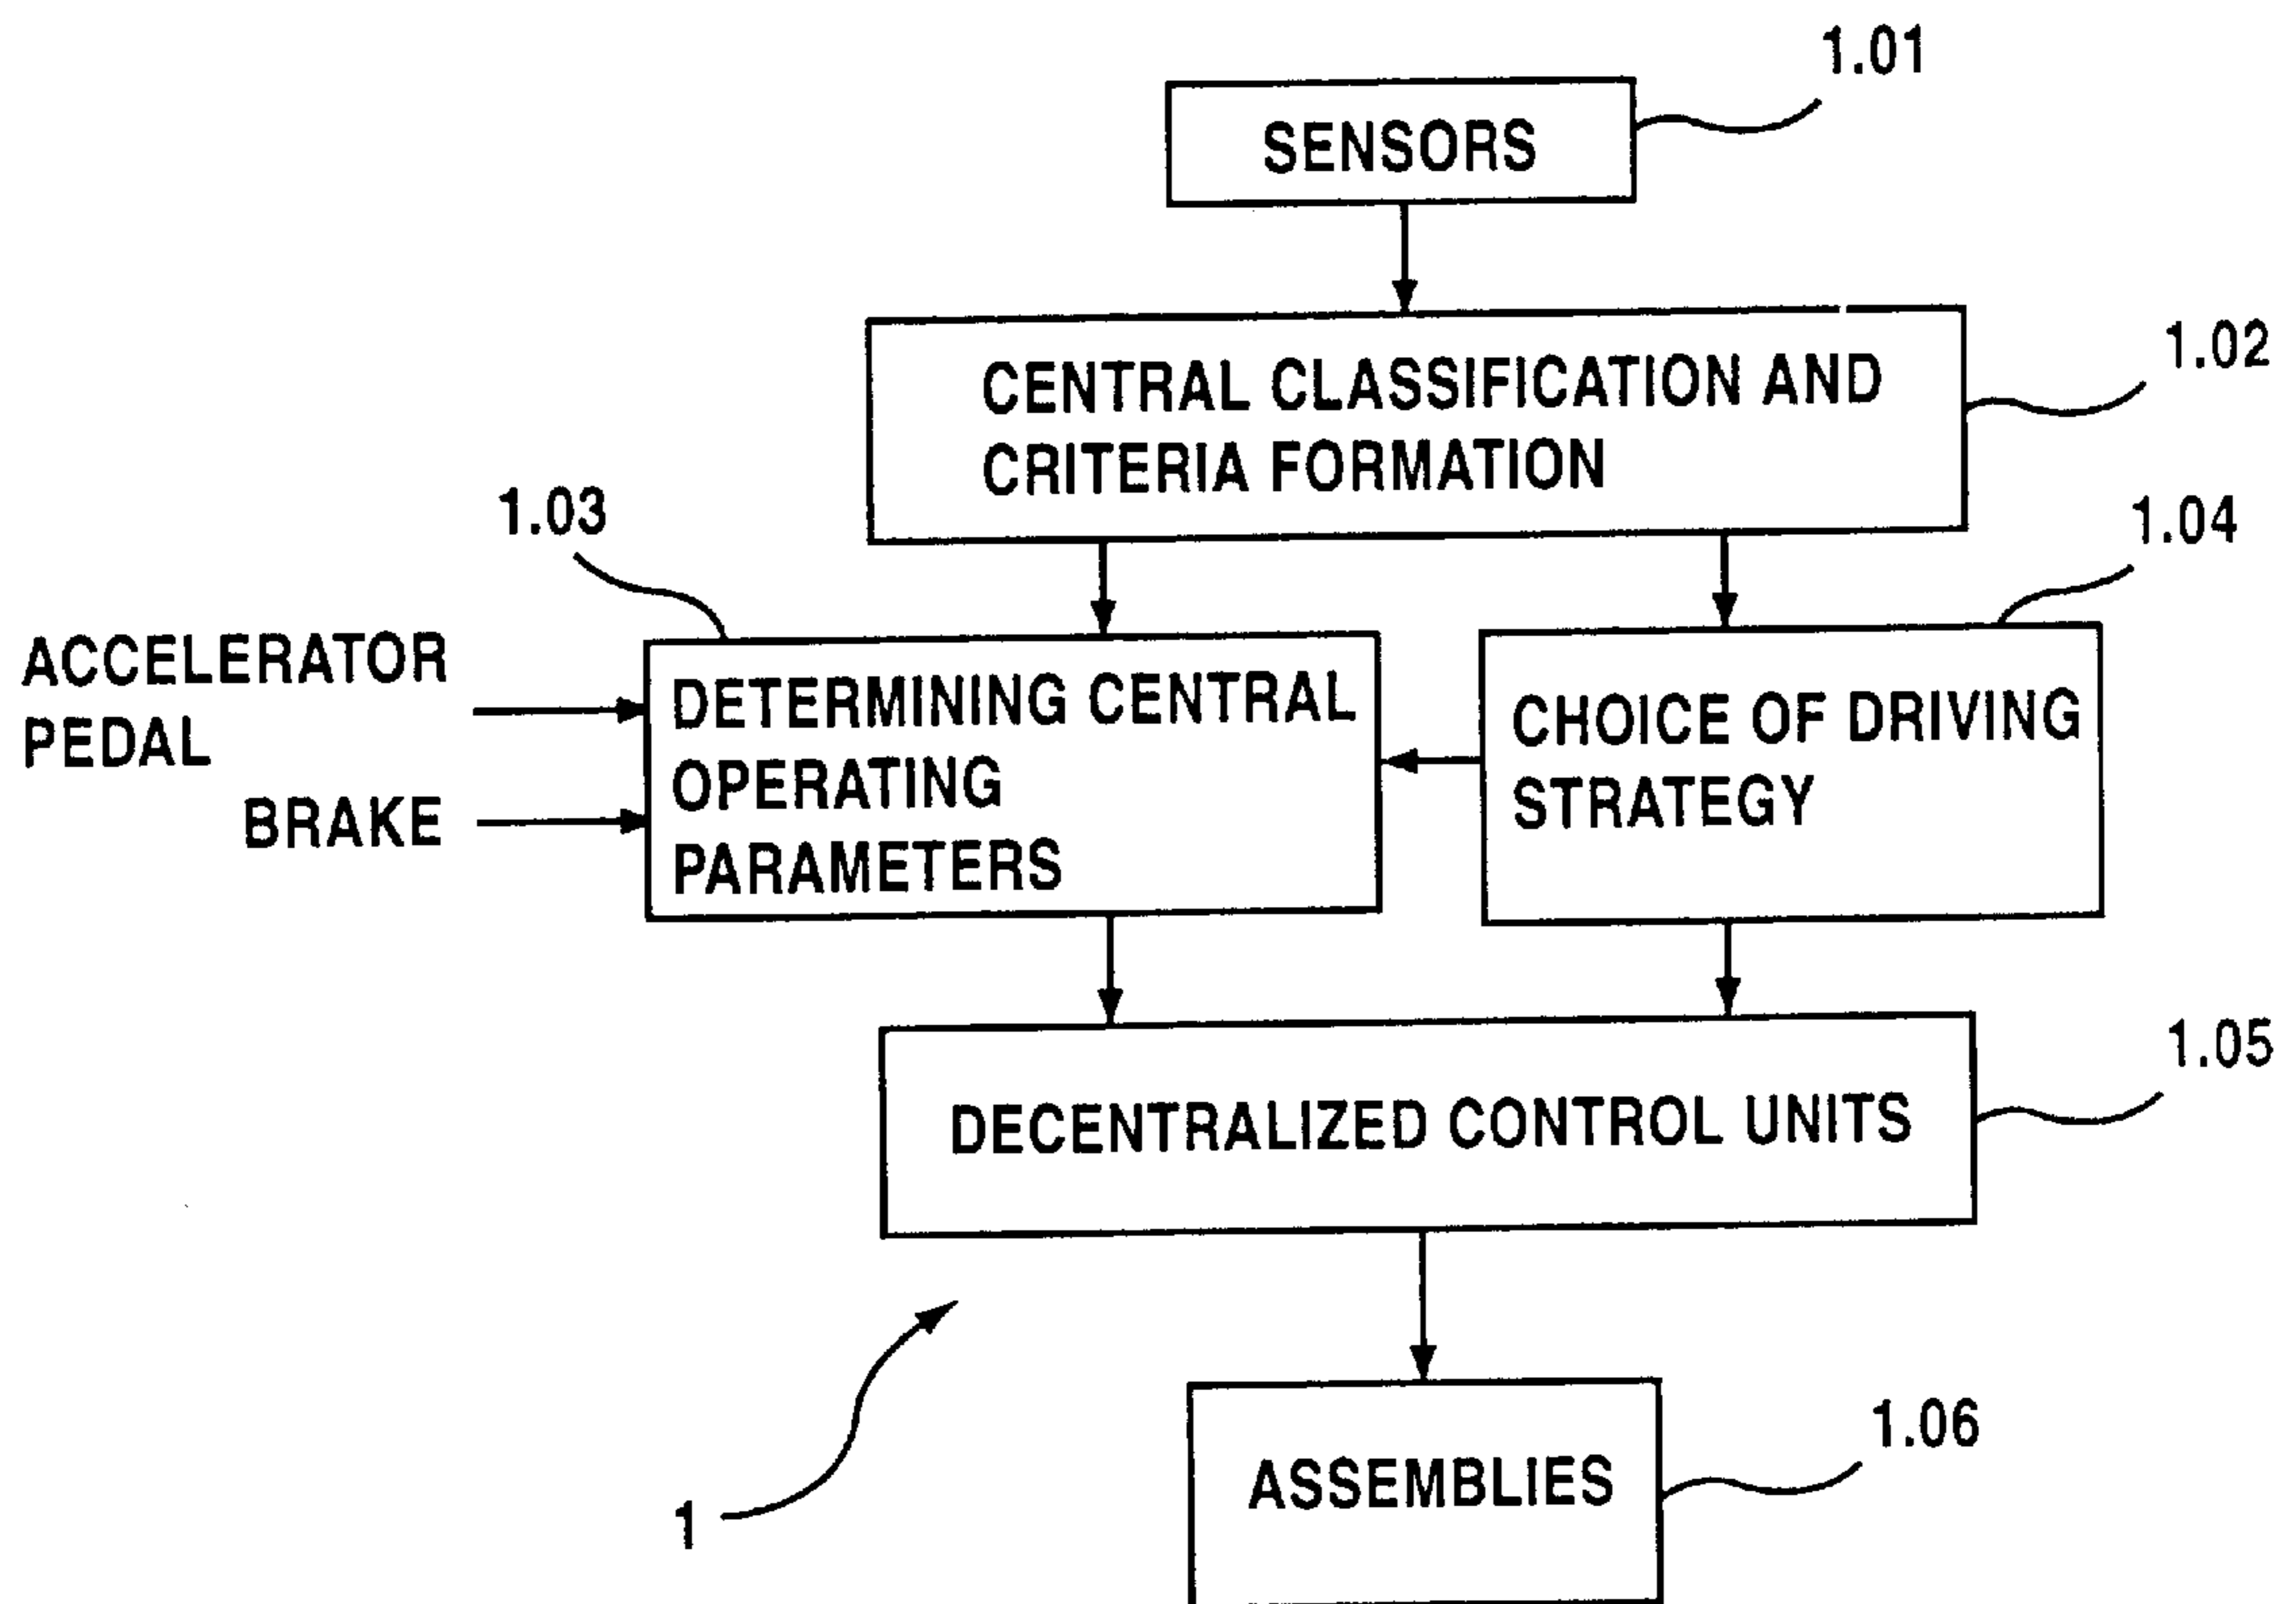 1.01
SENSORS
1.02
CENTRAL CLASSIFICATION AND
CRITERIA FORMATION
1.03
1.04
ACCELERATOR
PEDAL
BRAKE
DETERMINING CENTRAL
OPERATING
PARAMETERS
CHOICE OF DRIVING
STRATEGY
1.05
DECENTRALIZED CONTROL UNITS
1
1.06
ASSEMBLIES